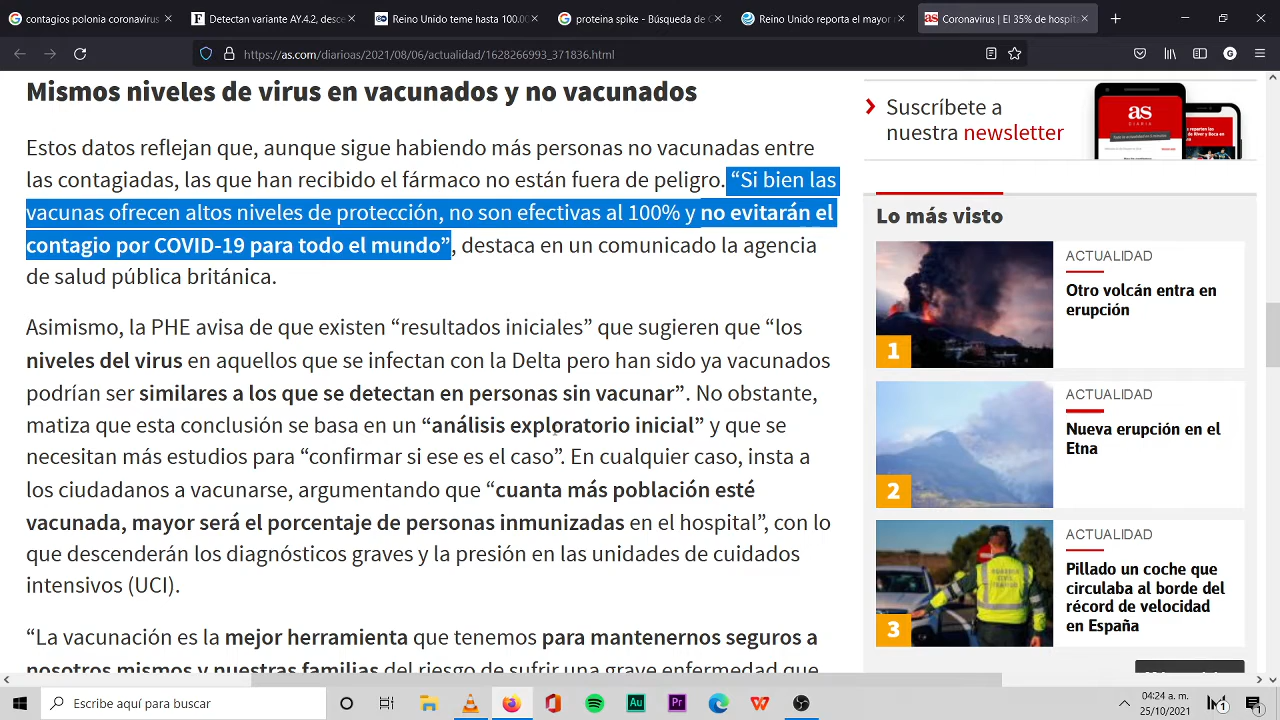 galpones polonavirus
Detectan variante AY.42, desc
Reino Unido teme hasta 100.00
proteina spike - Búsqueda de G
Reino Unido reportó el mayor
Coronavirus | El 35% de hospita
https://as.com/diarioas/2021/08/06/actualidad/1628266993_371836.html
Mismos niveles de virus en vacunados y no vacunados
Estos datos reflejan que, aunque sigue habiendo más personas no vacunadas entre
las contagiadas, las que han recibido el fármaco no están fuera de peligro. “Si bien las
vacunas ofrecen altos niveles de protección, no son efectivas al 100% y no evitarán el
contagio por COVID-19 para todo el mundo”, destaca en un comunicado la agencia
de salud pública británica.
Asimismo, la PHE avisa de que existen “resultados iniciales” que sugieren que “los
niveles del virus en aquellos que se infectan con la Delta pero han sido ya vacunados
podrían ser similares a los que se detectan en personas sin vacunar”. No obstante,
matiza que esta conclusión se basa en un “análisis exploratorio inicial” y que se
necesitan más estudios para “confirmar si ese es el caso”. En cualquier caso, insta a
los ciudadanos a vacunarse, argumentando que “cuanta más población esté
vacunada, mayor será el porcentaje de personas inmunizadas en el hospital”, con lo
que descenderán los diagnósticos graves y la presión en las unidades de cuidados
intensivos (UCI).
“La vacunación es la mejor herramienta que tenemos para mantenernos seguros a
nosotros mismos y nuestras familias del riesgo de sufrir una grave enfermedad que
Suscríbete a
nuestra newsletter
as
Lo más visto
1
ACTUALIDAD
Otro volcán entra en
erupción
2
ACTUALIDAD
Nueva erupción en el
Etna
3
ACTUALIDAD
Pillado un coche que
circulaba al borde del
récord de velocidad
en España
Escribe aquí para buscar
04:24 a. m.
25/10/2021